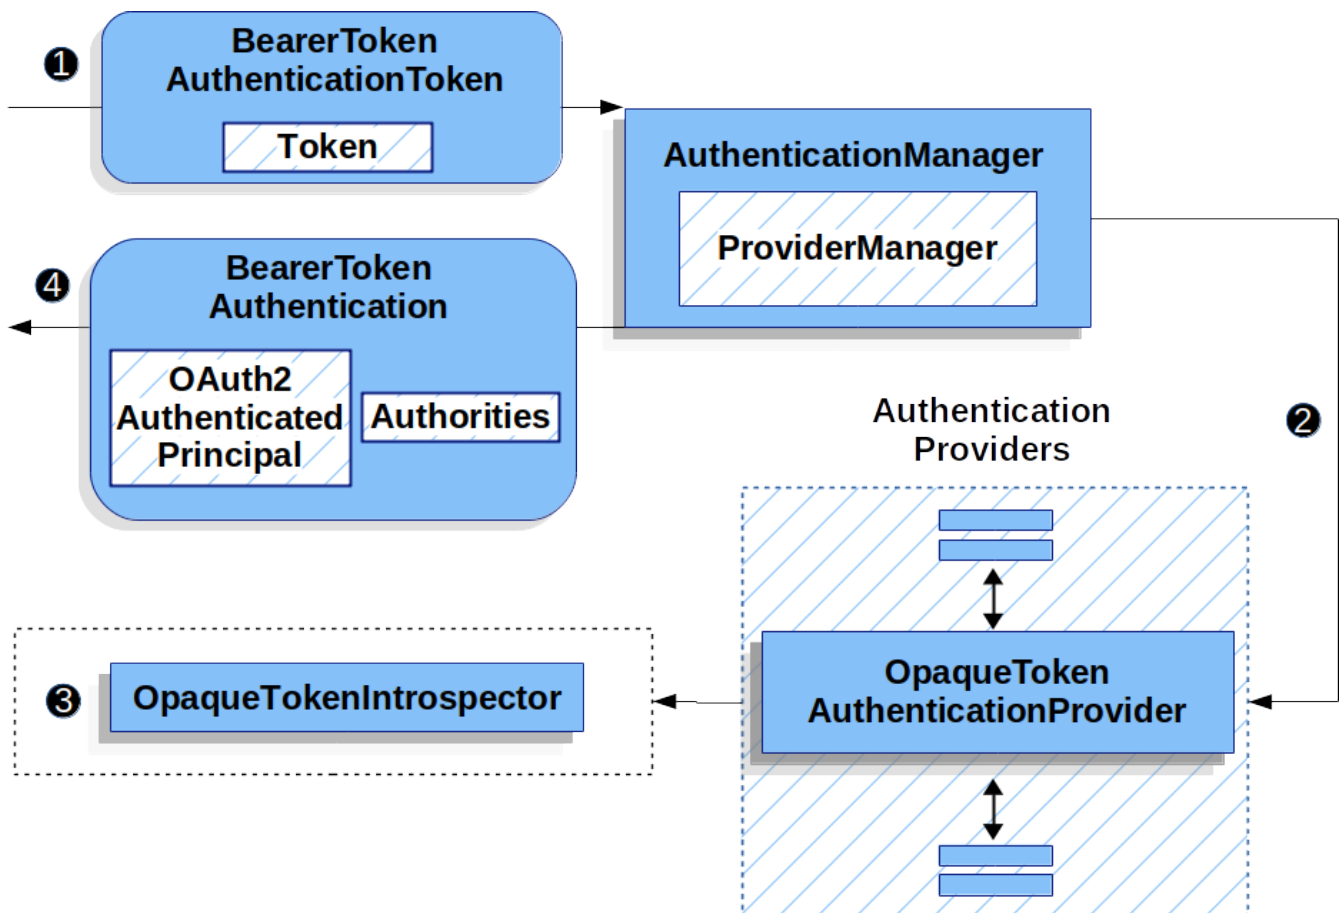 1
BearerToken
AuthenticationToken
Token
AuthenticationManager
ProviderManager
4
BearerToken
Authentication
OAuth2
Authenticated
Principal
Authorities
Authentication
Providers
2
OpaqueToken
AuthenticationProvider
3
OpaqueTokenIntrospector